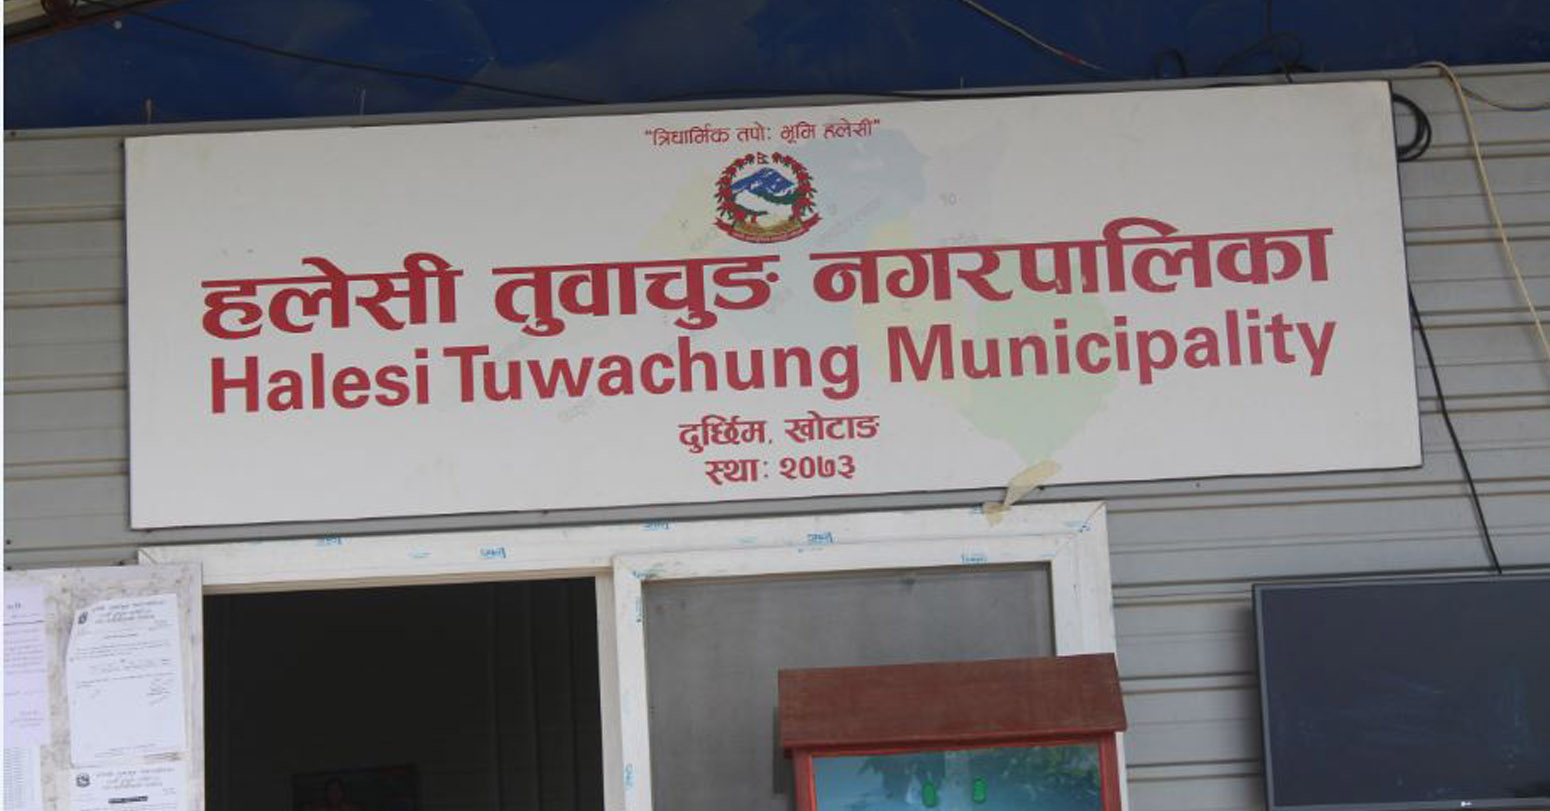 "त्रिधार्मिक तपो: भूमि हलेसी"
हलेसी तुवाचुङ नगरपालिका
Halesi Tuwachung Municipality
दुर्छिम, खोटाङ
स्था: २०७३